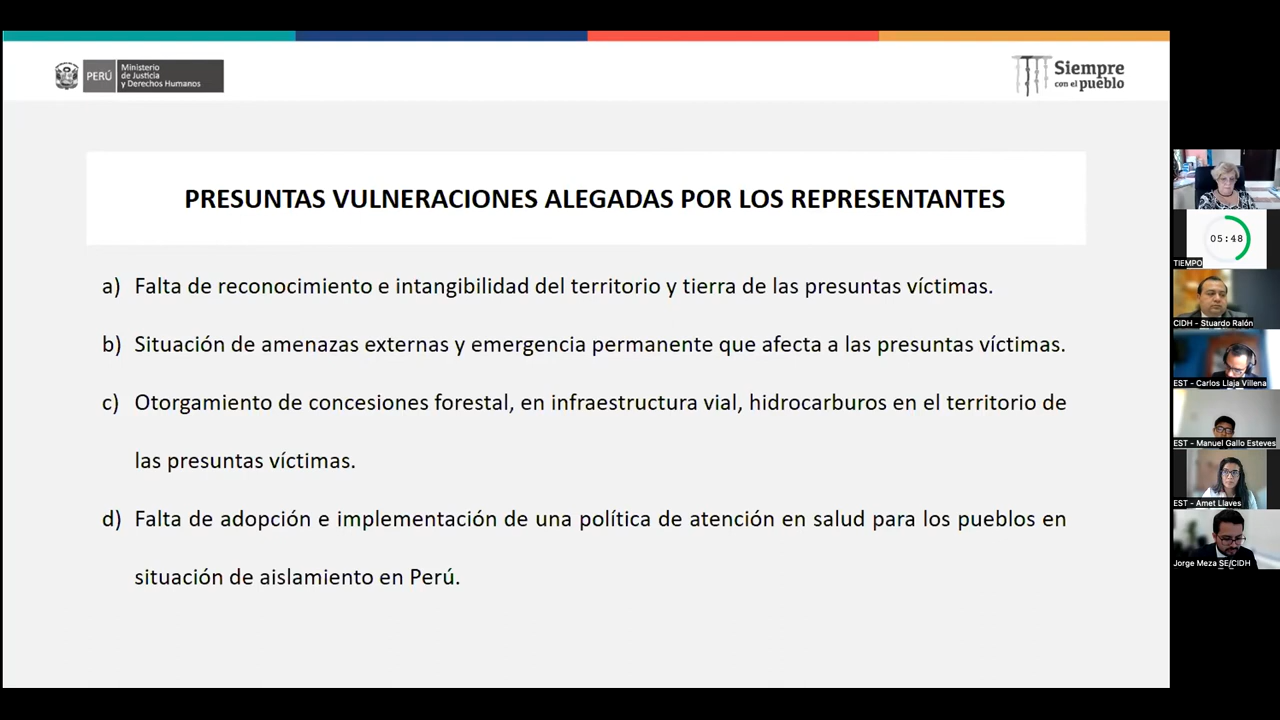 PERÚ
Ministerio
de Justicia
y Derechos Humanos
Siempre
con el pueblo
PRESUNTAS VULNERACIONES ALEGADAS POR LOS REPRESENTANTES
a) Falta de reconocimiento e intangibilidad del territorio y tierra de las presuntas víctimas.
b) Situación de amenazas externas y emergencia permanente que afecta a las presuntas víctimas.
c) Otorgamiento de concesiones forestal, en infraestructura vial, hidrocarburos en el territorio de
las presuntas víctimas.
d) Falta de adopción e implementación de una política de atención en salud para los pueblos en
situación de aislamiento en Perú.
05:48
TIEMPO
CIDH - Stuardo Ralón
EST - Carlos Llaja Villena
EST - Manuel Gallo Esteves
EST - Amet Llaves
Jorge Meza SE/CIDH